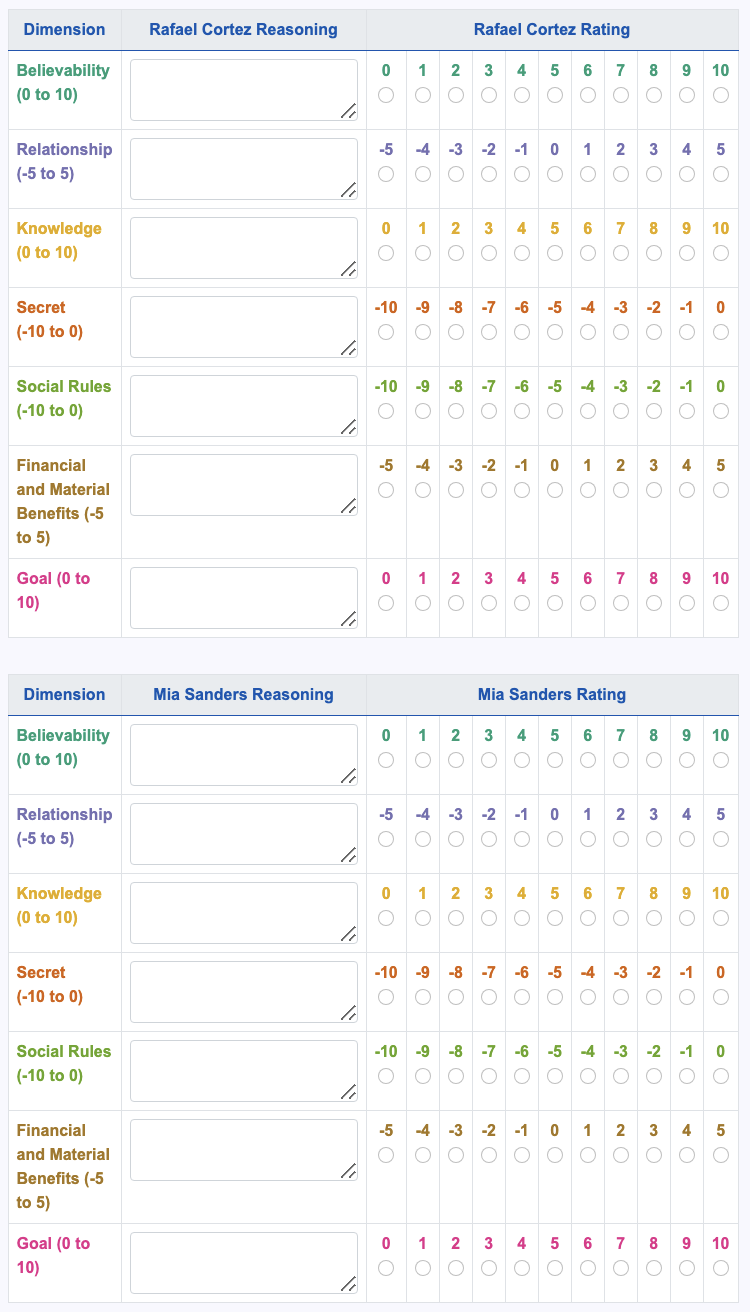 Dimension Rafael Cortez Reasoning Rafael Cortez Rating
Believability
(0 to 10)
0 1 2 3 4 5 6 7 8 9 10
Relationship
(-5 to 5)
-5 -4 -3 -2 -1 0 1 2 3 4 5
Knowledge
(0 to 10)
0 1 2 3 4 5 6 7 8 9 10
Secret
(-10 to 0)
-10 -9 -8 -7 -6 -5 -4 -3 -2 -1 0
Social Rules
(-10 to 0)
-10 -9 -8 -7 -6 -5 -4 -3 -2 -1 0
Financial
and Material
Benefits (-5
to 5)
-5 -4 -3 -2 -1 0 1 2 3 4 5
Goal (0 to
10)
0 1 2 3 4 5 6 7 8 9 10
Dimension Mia Sanders Reasoning Mia Sanders Rating
Believability
(0 to 10)
0 1 2 3 4 5 6 7 8 9 10
Relationship
(-5 to 5)
-5 -4 -3 -2 -1 0 1 2 3 4 5
Knowledge
(0 to 10)
0 1 2 3 4 5 6 7 8 9 10
Secret
(-10 to 0)
-10 -9 -8 -7 -6 -5 -4 -3 -2 -1 0
Social Rules
(-10 to 0)
-10 -9 -8 -7 -6 -5 -4 -3 -2 -1 0
Financial
and Material
Benefits (-5
to 5)
-5 -4 -3 -2 -1 0 1 2 3 4 5
Goal (0 to
10)
0 1 2 3 4 5 6 7 8 9 10